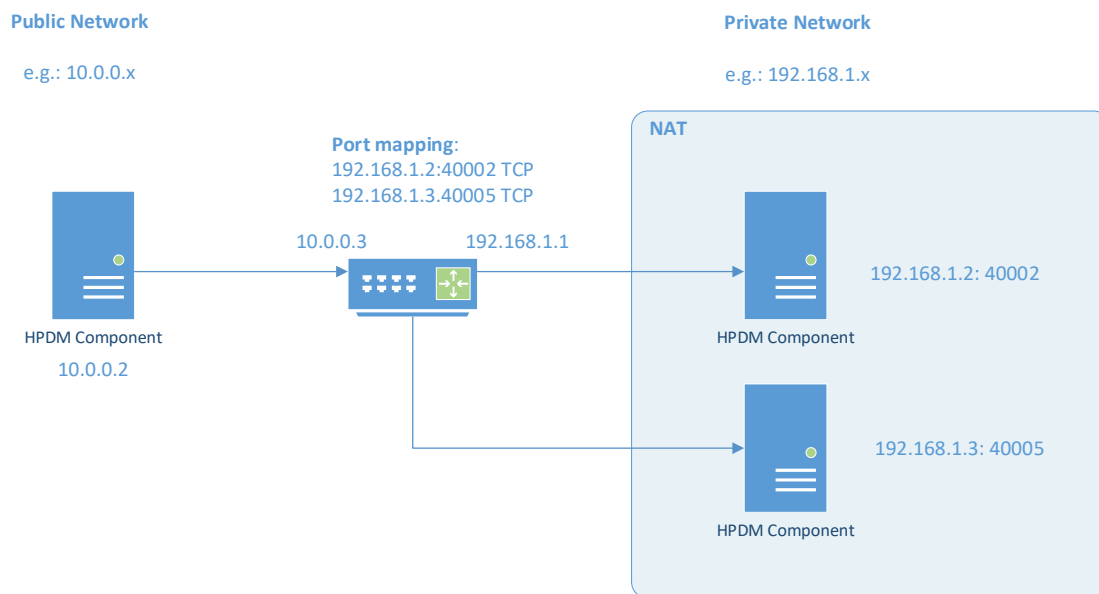 Public Network
Private Network
e.g.: 10.0.0.x
e.g.: 192.168.1.x
NAT
Port mapping:
192.168.1.2:40002 TCP
192.168.1.3.40005 TCP
10.0.0.3
192.168.1.1
192.168.1.2: 40002
HPDM Component
10.0.0.2
HPDM Component
192.168.1.3: 40005
HPDM Component